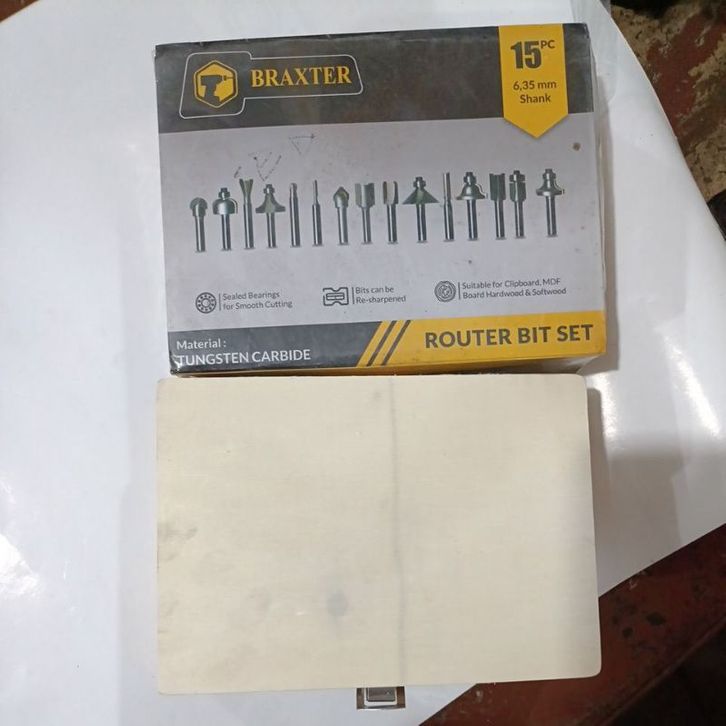 BRAXTER
15PC
6,35 mm
Shank
Sealed Bearings
for Smooth Cutting
Bits can be
Re-sharpened
Suitable for Clipboard, MDF
Board Hardwood & Softwood
Material :
TUNGSTEN CARBIDE
ROUTER BIT SET